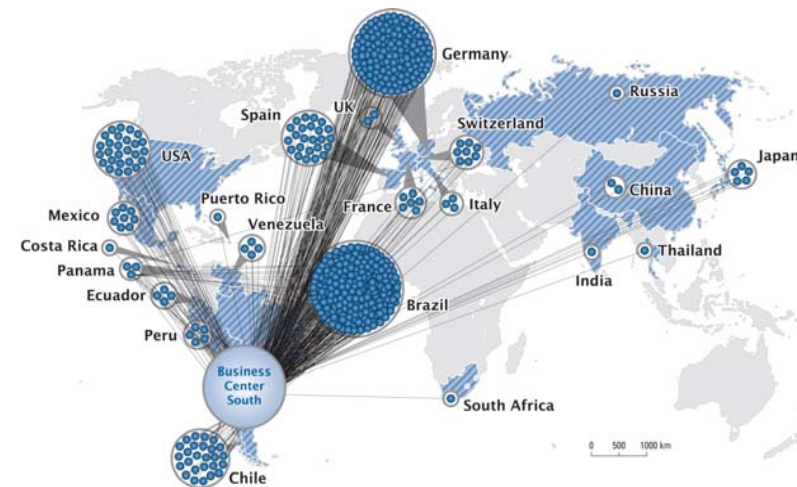 Germany
UK
Spain
Switzerland
Russia
USA
Japan
Puerto Rico
China
France
Italy
Mexico
Venezuela
Costa Rica
Panama
Thailand
India
Ecuador
Brazil
Peru
Business
Center
South
South Africa
0 500 1000 km
Chile